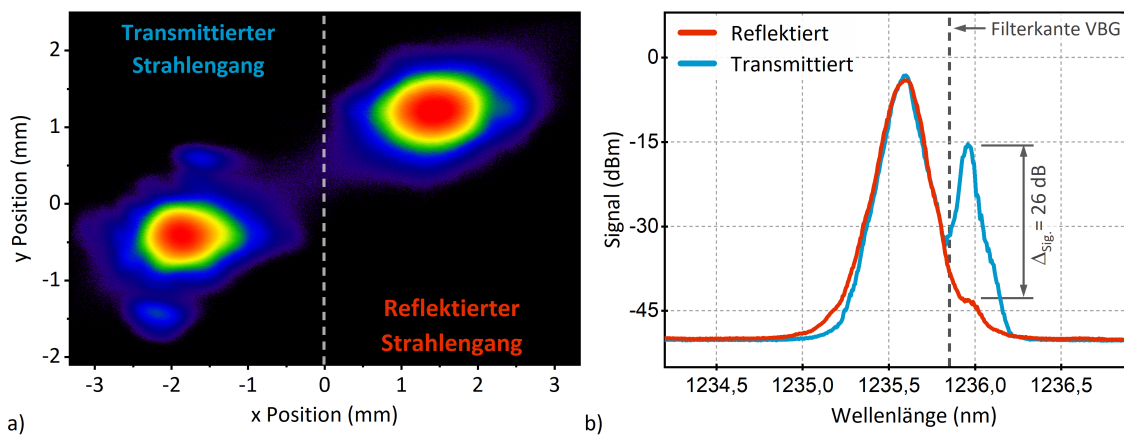 Transmittierter
Strahlengang
Reflektierter
Strahlengang
y Position (mm)
2
1
0
-1
-2
-3
-2
-1
0
1
2
3
x Position (mm)
a)
Reflektiert
Transmittiert
Filterkante VBG
ΔSig.= 26 dB
Signal (dBm)
0
-15
-30
-45
1234,5
1235,0
1235,5
1236,0
1236,5
Wellenlänge (nm)
b)